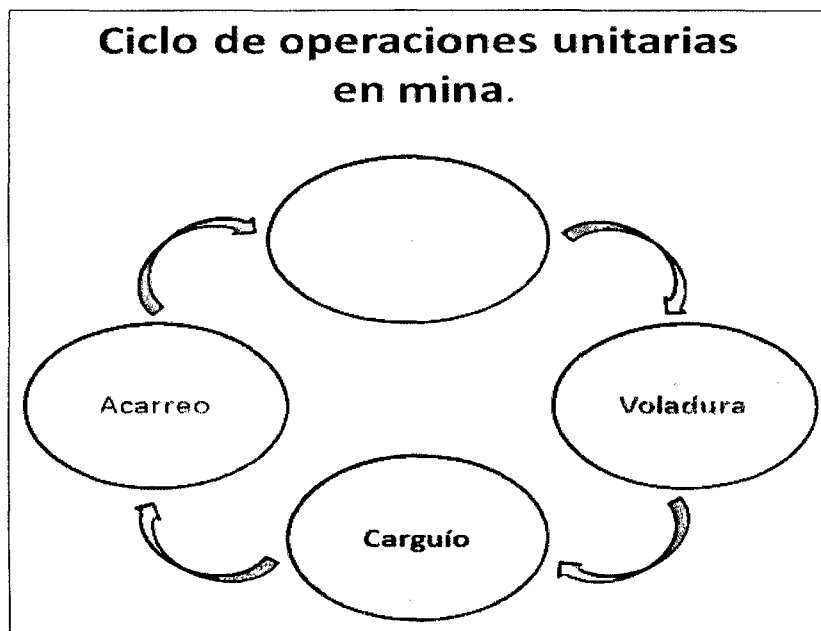 Ciclo de operaciones unitarias
en mina.
Acarreo
Voladura
Carguío